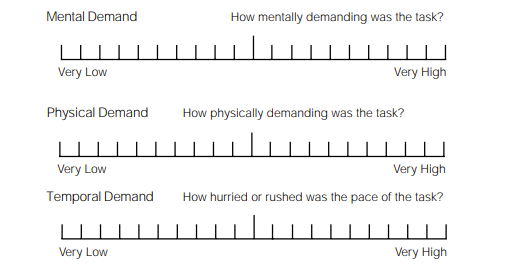 Mental Demand How mentally demanding was the task?
Very Low Very High
Physical Demand How physically demanding was the task?
Very Low Very High
Temporal Demand How hurried or rushed was the pace of the task?
Very Low Very High